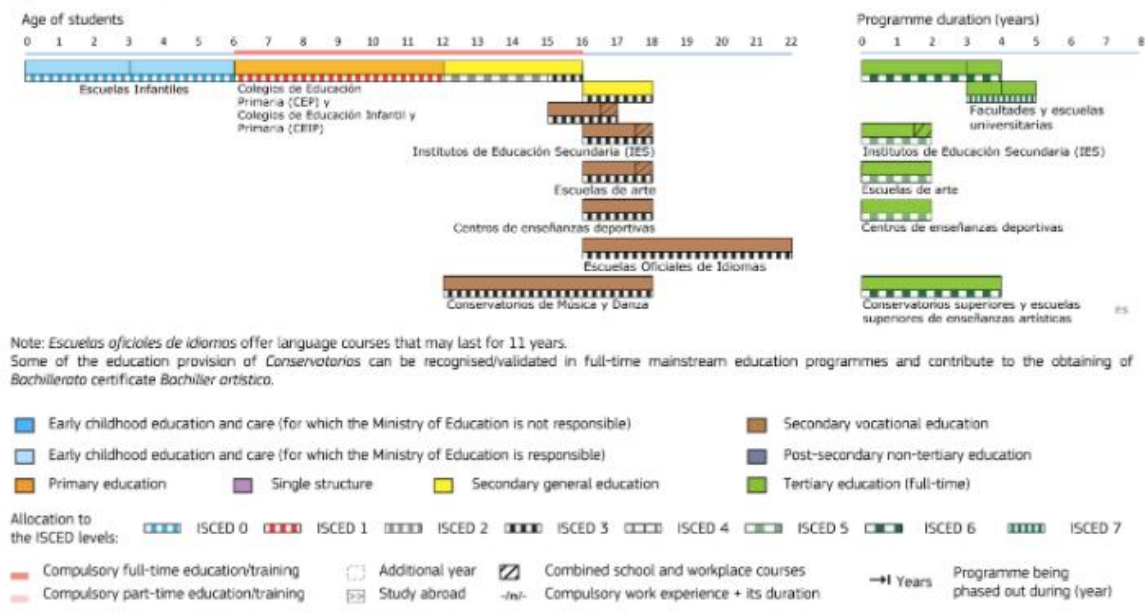 Age of students
Programme duration (years)
0 1 2 3 4 5 6 7 8 9 10 11 12 13 14 15 16 17 18 19 20 21 22
0 1 2 3 4 5 6 7 8
Escuelas Infantiles
Colegios de Educación
Primaria (CEP) y
Colegios de Educación Infantil y
Primaria (CEIP)
Institutos de Educación Secundaria (IES)
Escuelas de arte
Centros de enseñanzas deportivas
Escuelas Oficiales de Idiomas
Conservatorios de Música y Danza
Facultades y escuelas
universitarias
Institutos de Educación Secundaria (IES)
Escuelas de arte
Centros de enseñanzas deportivas
Conservatorios superiores y escuelas
superiores de enseñanzas artísticas
ES
Note: Escuelas oficiales de idiomas offer language courses that may last for 11 years.
Some of the education provision of Conservatorios can be recognised/validated in full-time mainstream education programmes and contribute to the obtaining of
Bachillerato certificate Bachiller artístico.
Early childhood education and care (for which the Ministry of Education is not responsible)
Secondary vocational education
Early childhood education and care (for which the Ministry of Education is responsible)
Post-secondary non-tertiary education
Primary education
Single structure
Secondary general education
Tertiary education (full-time)
Allocation to
the ISCED levels:
ISCED 0
ISCED 1
ISCED 2
ISCED 3
ISCED 4
ISCED 5
ISCED 6
ISCED 7
Compulsory full-time education/training
Additional year
Combined school and workplace courses
Compulsory part-time education/training
>>
Study abroad
-/n/-
Compulsory work experience + its duration
Years
Programme being
phased out during (year)